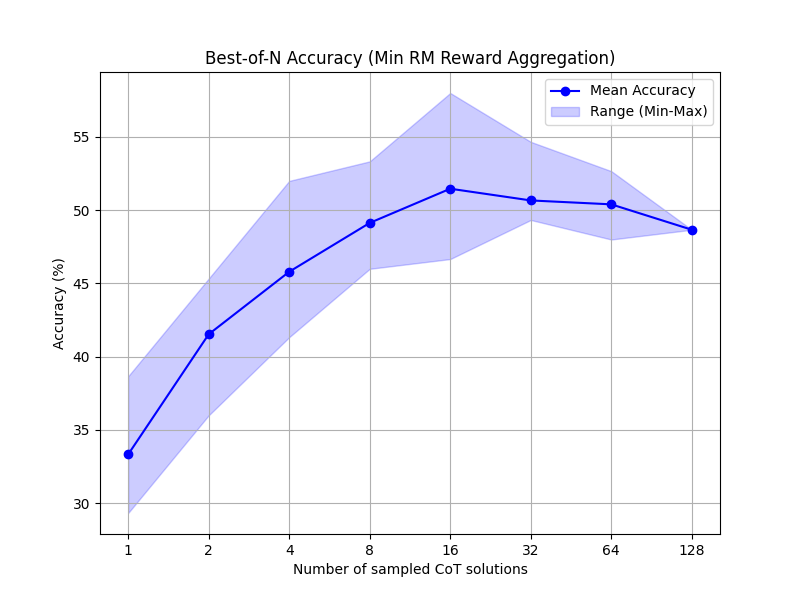 Best-of-N Accuracy (Min RM Reward Aggregation)
Mean Accuracy
Range (Min-Max)
Accuracy (%)
55
50
45
40
35
30
1 2 4 8 16 32 64 128
Number of sampled CoT solutions